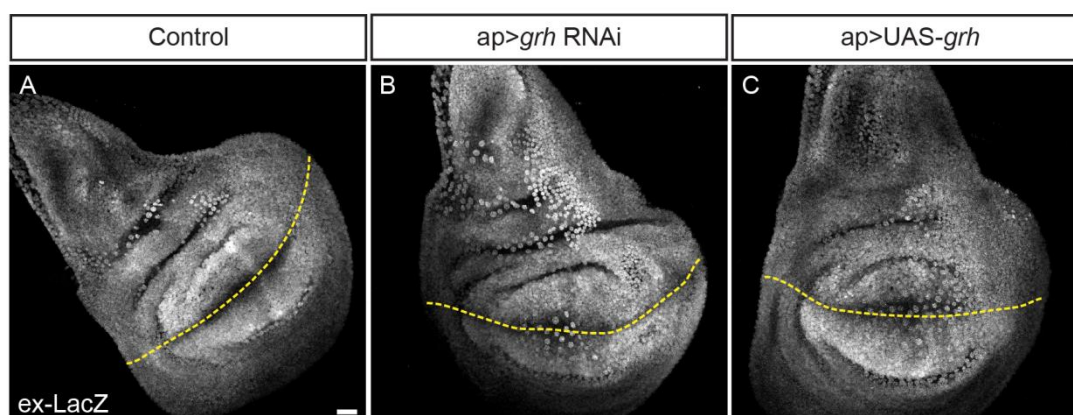 Control
ap>grh RNAi
ap>UAS-grh
A
B
C
ex-LacZ